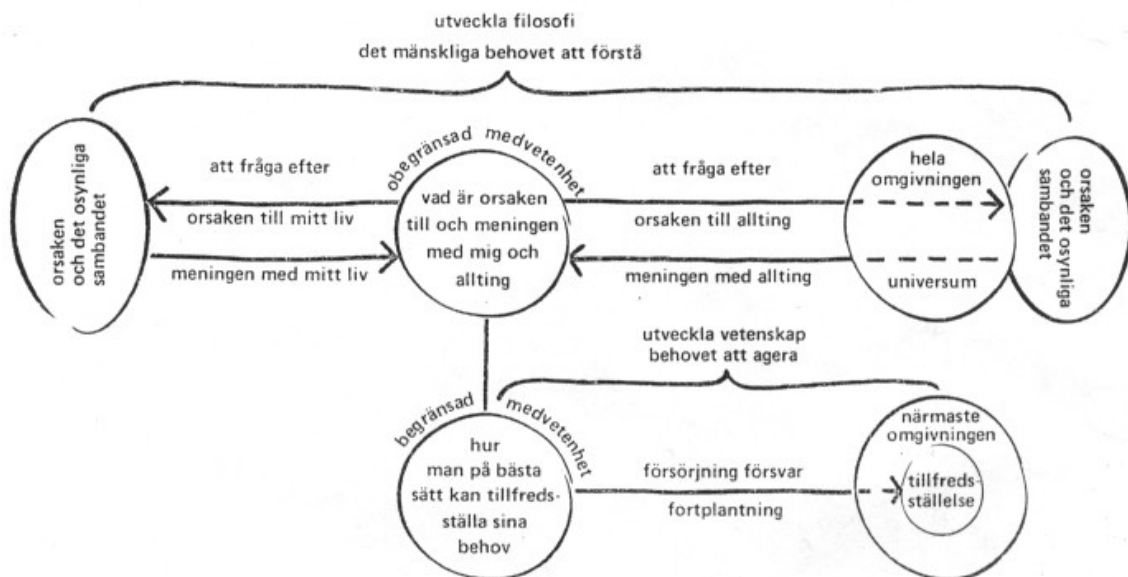 utveckla filosofi
det mänskliga behovet att förstå
orsaken
och det osynliga
sambandet
att fråga efter
orsaken till mitt liv
meningen med mitt liv
obegränsad medvetenhet
vad är orsaken
till och meningen
med mig och
allting
att fråga efter
orsaken till allting
meningen med allting
hela
omgivningen
universum
orsaken
och det osynliga
sambandet
utveckla vetenskap
behovet att agera
begränsad medvetenhet
hur
man på bästa
sätt kan tillfreds-
ställa sina
behov
försörjning försvar
fortplantning
närmaste
omgivningen
tillfreds-
ställelse